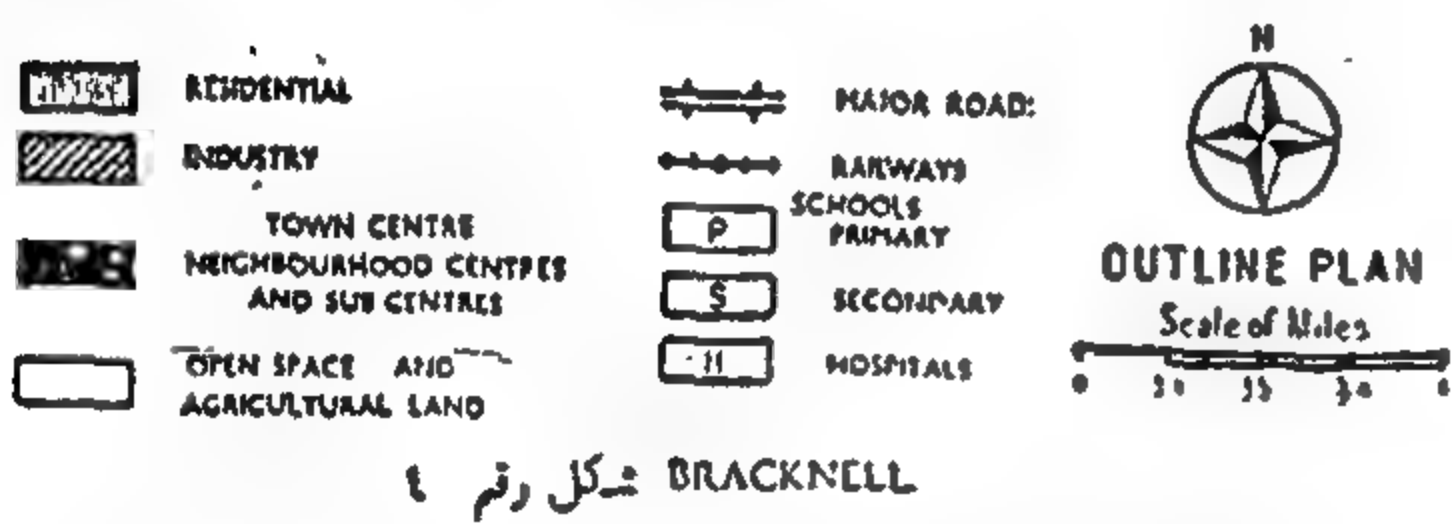 RESIDENTIAL
INDUSTRY
TOWN CENTRE
NEIGHBOURHOOD CENTRES
AND SUB CENTRES
OPEN SPACE AND
AGRICULTURAL LAND
MAJOR ROAD:
RAILWAYS
SCHOOLS
P PRIMARY
S SECONDARY
H HOSPITALS
N
OUTLINE PLAN
Scale of Miles
0
شكل رقم ٤ BRACKNELL